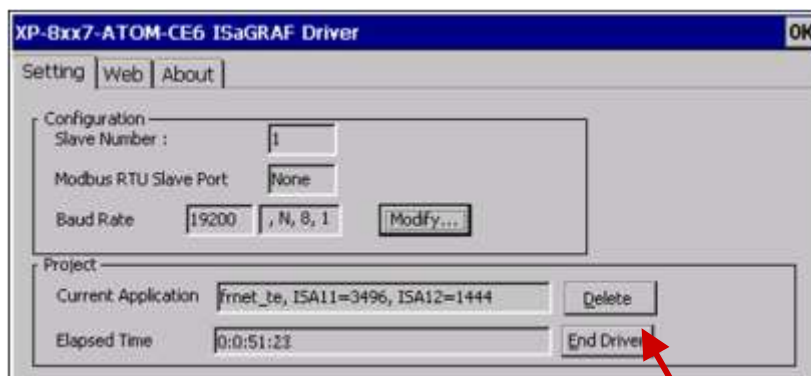 XP-8xx7-ATOM-CE6 ISaGRAF Driver OK
Setting Web About
Configuration
Slave Number : 1
Modbus RTU Slave Port None
Baud Rate 19200 , N, 8, 1 Modify...
Project
Current Application frnet_te, ISA11=3496, ISA12=1444 Delete
Elapsed Time 0:0:51:23 End Driver